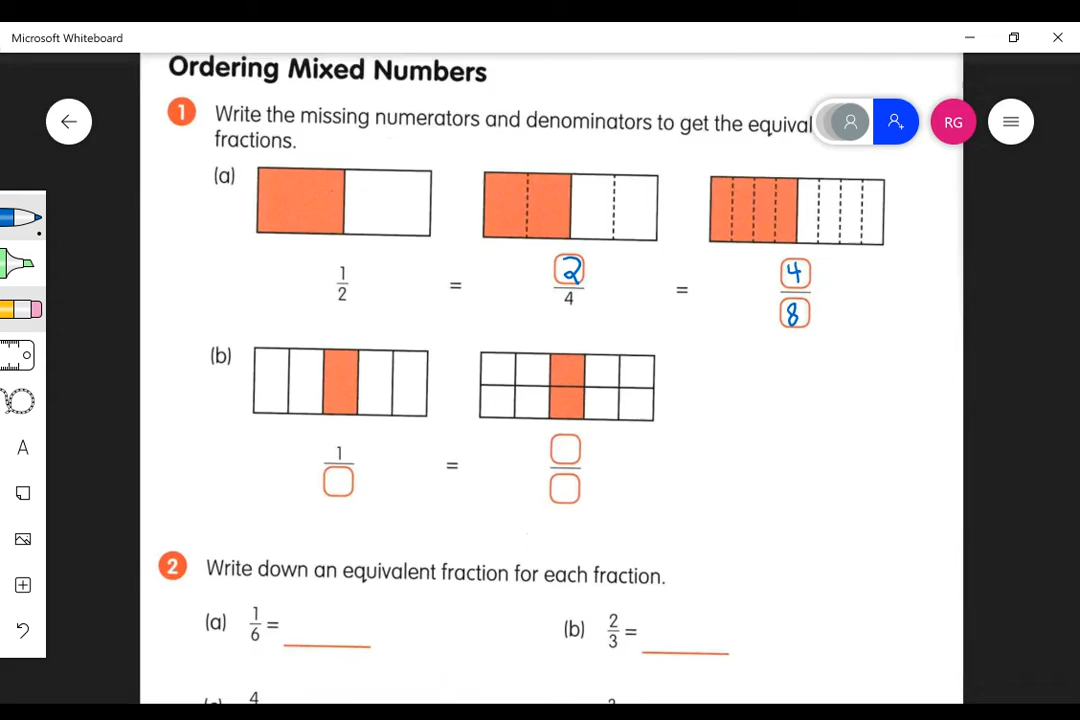 Microsoft Whiteboard
Ordering Mixed Numbers
1 Write the missing numerators and denominators to get the equival
fractions.
RG
(a)
1/2 = 2/4 = 4/8
(b)
1/ =
2 Write down an equivalent fraction for each fraction.
(a) 1/6 = (b) 2/3 =
4
A